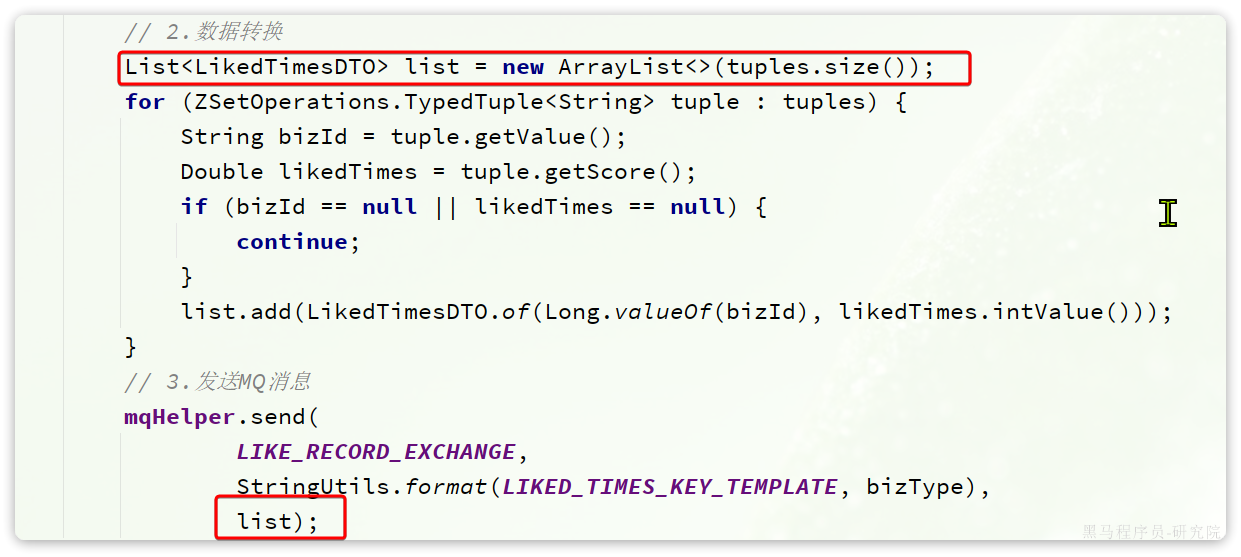 // 2.数据转换
List<LikedTimesDTO> list = new ArrayList<>(tuples.size());
for (ZSetOperations.TypedTuple<String> tuple : tuples) {
    String bizId = tuple.getValue();
    Double likedTimes = tuple.getScore();
    if (bizId == null || likedTimes == null) {
        continue;
    }
    list.add(LikedTimesDTO.of(Long.valueOf(bizId), likedTimes.intValue()));
}
// 3.发送MQ消息
mqHelper.send(
        LIKE_RECORD_EXCHANGE,
        StringUtils.format(LIKED_TIMES_KEY_TEMPLATE, bizType),
        list);
黑马程序员-研究院